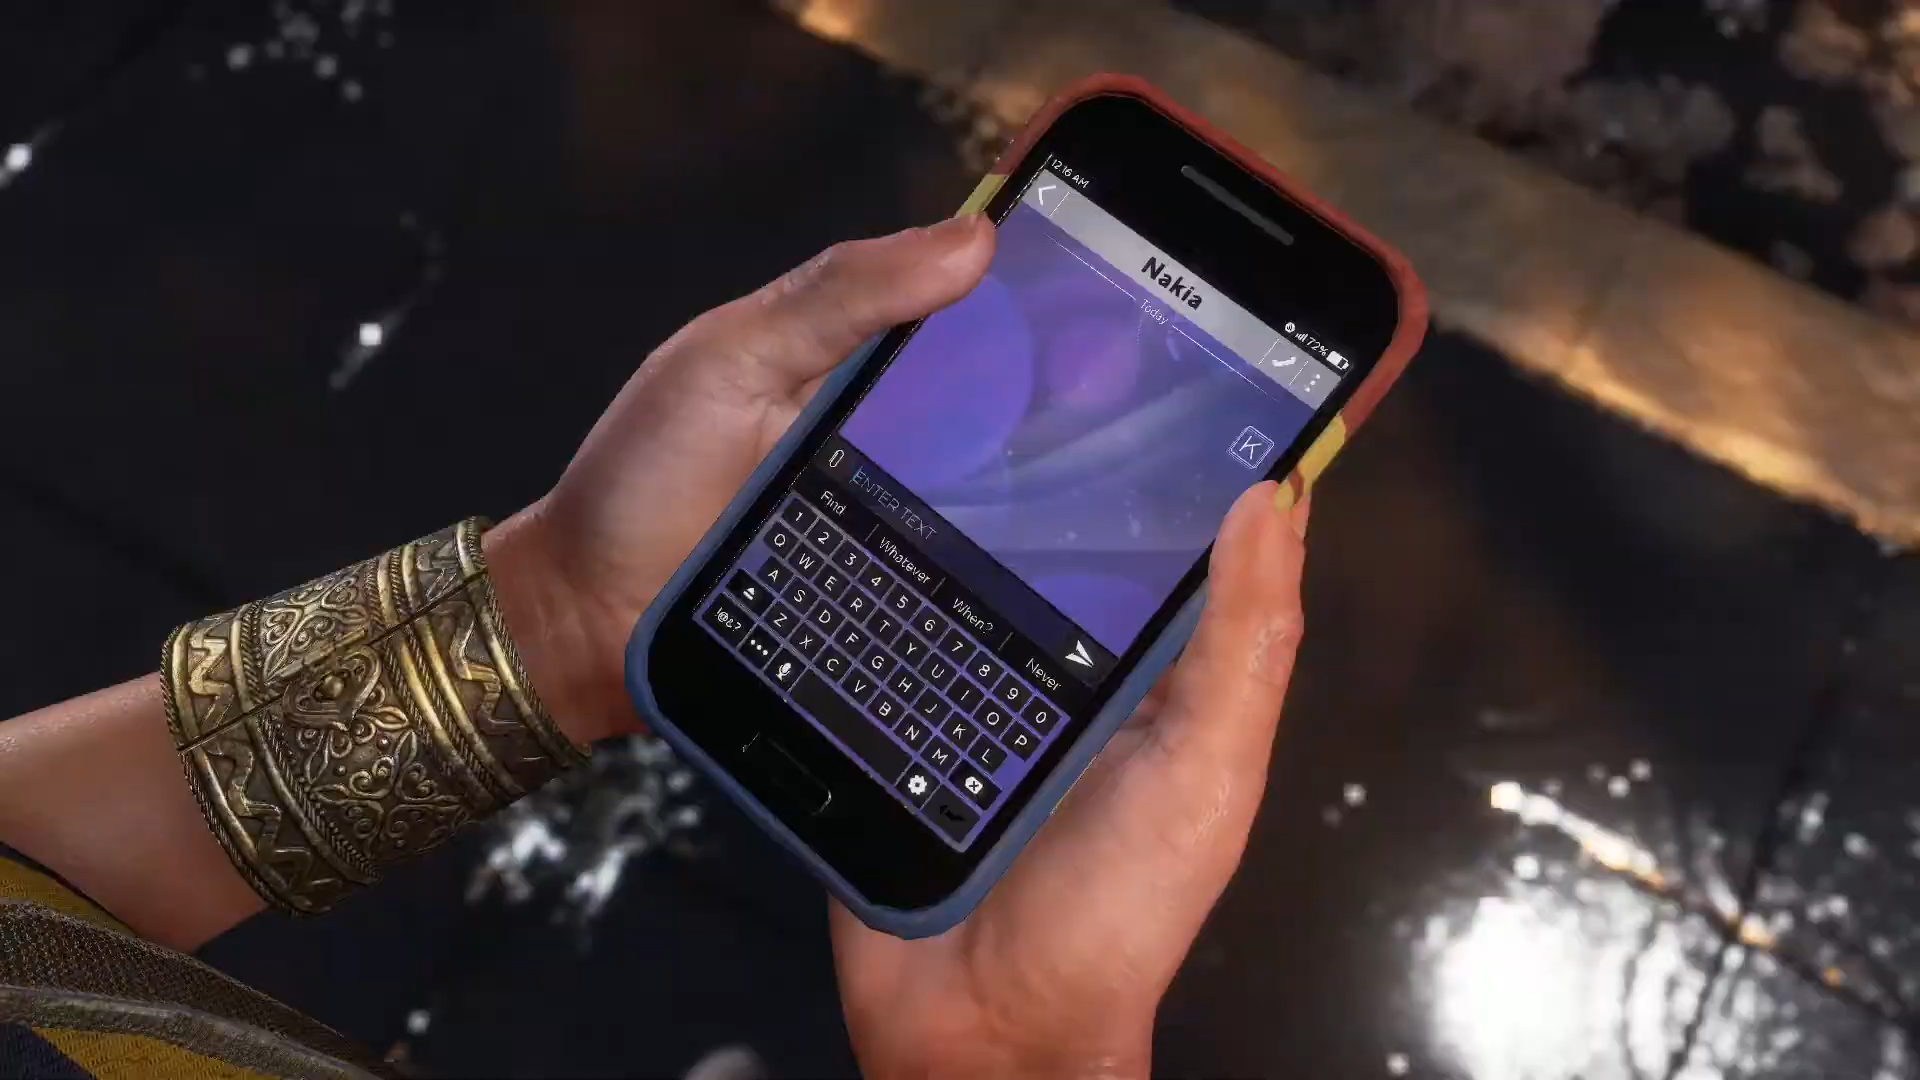 12:16 AM
72%
Nakia
Today
K
ENTER TEXT
Find Whatever When? Never
1 2 3 4 5 6 7 8 9 0
Q W E R T Y U I O P
A S D F G H J K L
Z X C V B N M
!@&?